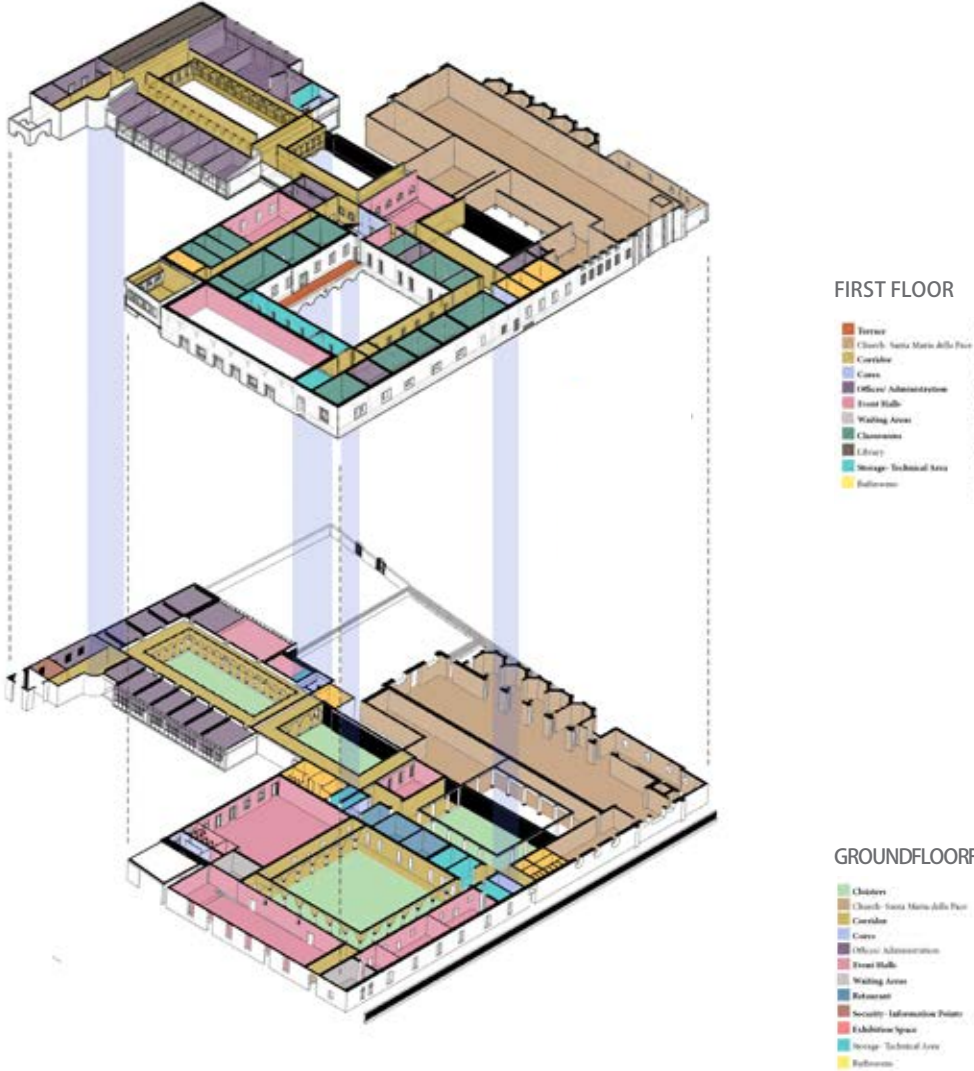 FIRST FLOOR
Terrace
Church- Santa Maria della Pace
Corridor
Cores
Offices/ Administration
Event Halls
Waiting Areas
Classrooms
Library
Storage- Technical Area
Bathrooms
GROUNDFLOORF
Cloisters
Church- Santa Maria della Pace
Corridor
Cores
Offices/ Administration
Event Halls
Waiting Areas
Retaurant
Security- Information Points
Exhibition Space
Storage- Technical Area
Bathrooms